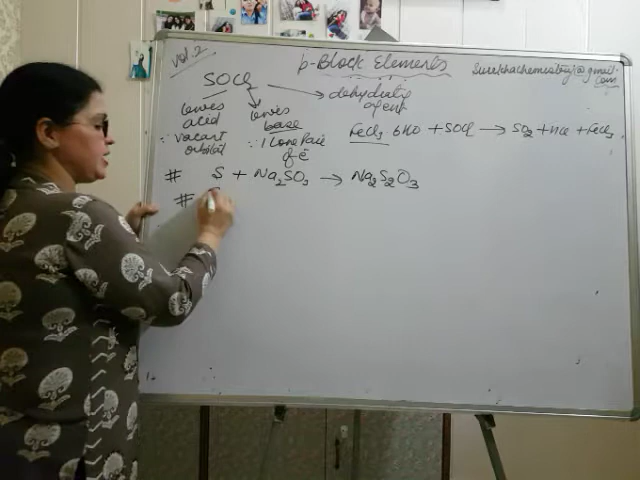 vol.2
p-Block Elements
Surekhachemistry1@gmail.
com
SOCl2 → dehydrating agent
Lewis acid
∵ vacant orbital
Lewis base
∵ 1 lone Pair of e⁻
FeCl3 6H2O + SOCl2 → SO2 + HCl + FeCl3
# S + Na2SO3 → Na2S2O3
#